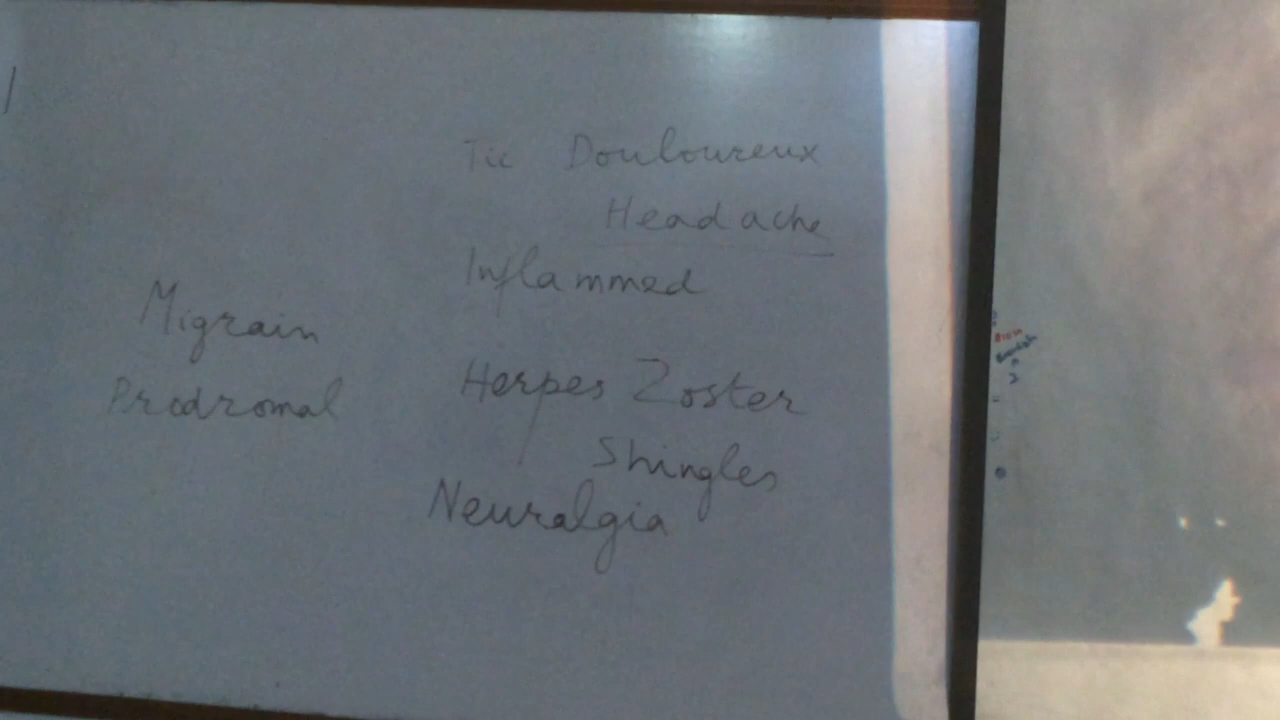 Tic Douloureux
Headache
Inflammed
Migrain
Herpes Zoster
Prodromal
Shingles
Neuralgia